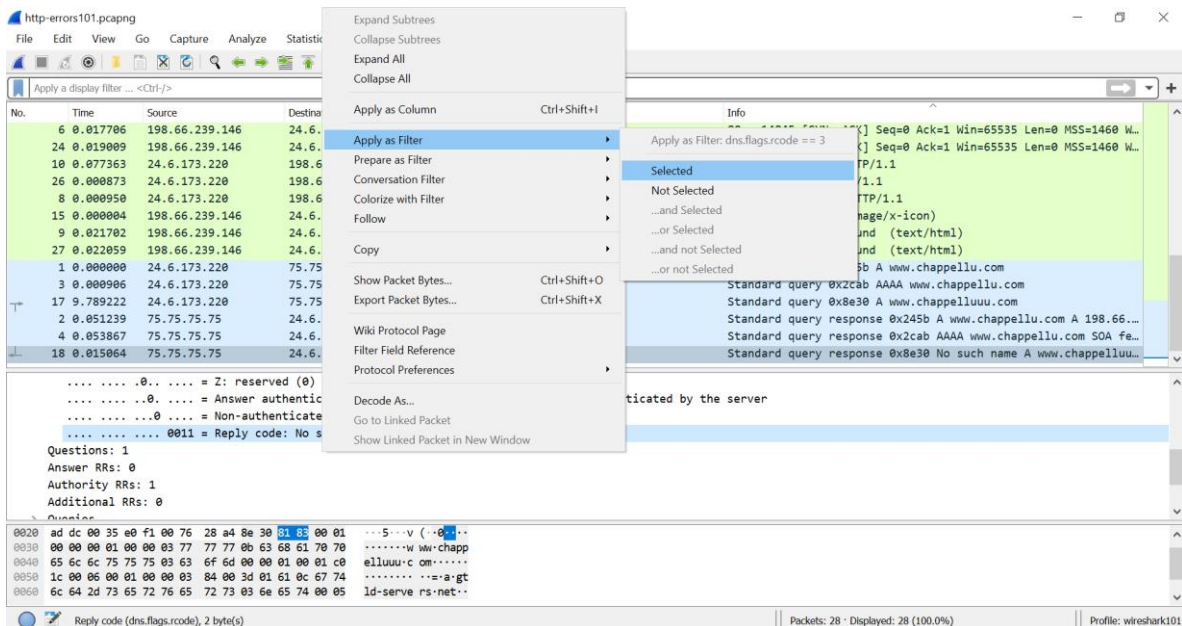 http-errors101.pcapng
File Edit View Go Capture Analyze Statistic
Apply a display filter ... <Ctrl-/>
No. Time Source Destina Info
6 0.017706 198.66.239.146 24.6. [SYN, ACK] Seq=0 Ack=1 Win=65535 Len=0 MSS=1460 W…
24 0.019009 198.66.239.146 24.6. K] Seq=0 Ack=1 Win=65535 Len=0 MSS=1460 W…
10 0.077363 24.6.173.220 198.6 TP/1.1
26 0.000873 24.6.173.220 198.6 /1.1
8 0.000950 24.6.173.220 198.6 TTP/1.1
15 0.000004 198.66.239.146 24.6. mage/x-icon)
9 0.021702 198.66.239.146 24.6. und (text/html)
27 0.022059 198.66.239.146 24.6. und (text/html)
1 0.000000 24.6.173.220 75.75 5b A www.chappellu.com
3 0.000906 24.6.173.220 75.75 Standard query 0x2cab AAAA www.chappellu.com
17 9.789222 24.6.173.220 75.75 Standard query 0x8e30 A www.chappelluuu.com
2 0.051239 75.75.75.75 24.6. Standard query response 0x245b A www.chappellu.com A 198.66.…
4 0.053867 75.75.75.75 24.6. Standard query response 0x2cab AAAA www.chappellu.com SOA fe…
18 0.015064 75.75.75.75 24.6. Standard query response 0x8e30 No such name A www.chappelluu…
Expand Subtrees
Collapse Subtrees
Expand All
Collapse All
Apply as Column Ctrl+Shift+I
Apply as Filter
Prepare as Filter
Conversation Filter
Colorize with Filter
Follow
Copy
Show Packet Bytes... Ctrl+Shift+O
Export Packet Bytes... Ctrl+Shift+X
Wiki Protocol Page
Filter Field Reference
Protocol Preferences
Decode As...
Go to Linked Packet
Show Linked Packet in New Window
Apply as Filter: dns.flags.rcode == 3
Selected
Not Selected
...and Selected
...or Selected
...and not Selected
...or not Selected
.... .... .0.. .... = Z: reserved (0)
.... .... ..0. .... = Answer authentic ticated by the server
.... .... ...0 .... = Non-authenticate
.... .... .... 0011 = Reply code: No s
Questions: 1
Answer RRs: 0
Authority RRs: 1
Additional RRs: 0
Queries
0020 ad dc 00 35 e0 f1 00 76 28 a4 8e 30 81 83 00 01 ···5···v (··0····
0030 00 00 00 01 00 00 03 77 77 77 0b 63 68 61 70 70 ·······w ww·chapp
0040 65 6c 6c 75 75 75 03 63 6f 6d 00 00 01 00 01 c0 elluuu·c om······
0050 1c 00 06 00 01 00 00 03 84 00 3d 01 61 0c 67 74 ········ ··=·a·gt
0060 6c 64 2d 73 65 72 76 65 72 73 03 6e 65 74 00 05 ld-serve rs·net··
Reply code (dns.flags.rcode), 2 byte(s) Packets: 28 · Displayed: 28 (100.0%) Profile: wireshark101